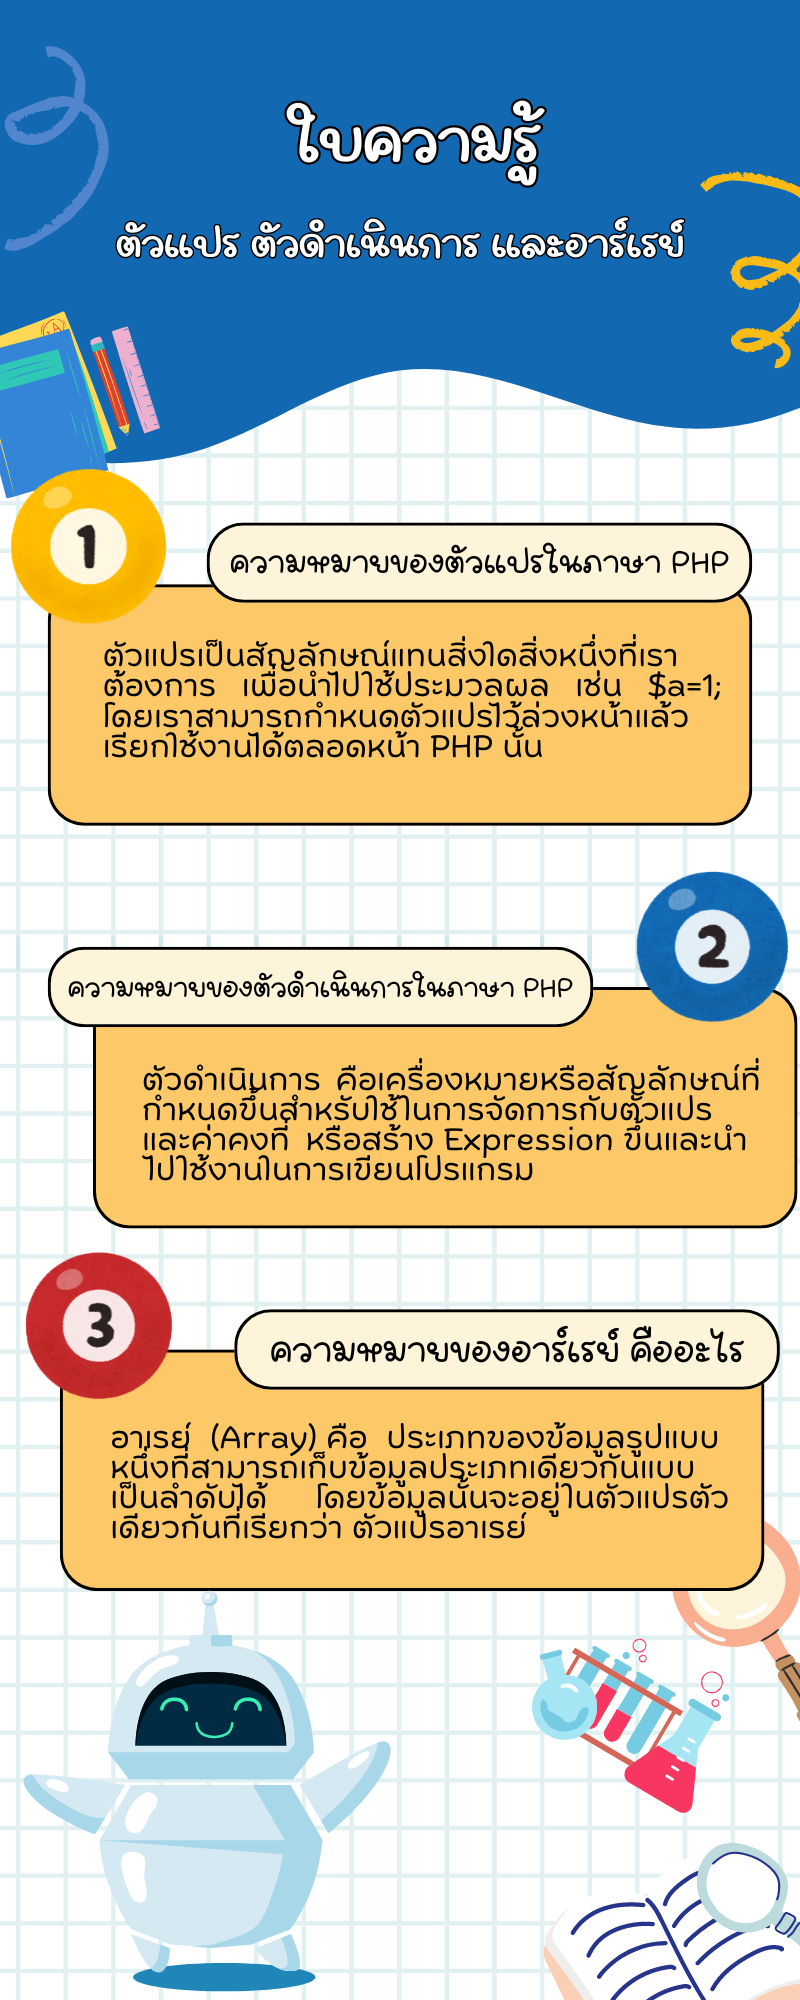 ใบความรู้
ตัวแปร ตัวดำเนินการ และอาร์เรย์
1
ความหมายของตัวแปรในภาษา PHP
ตัวแปรเป็นสัญลักษณ์แทนสิ่งใดสิ่งหนึ่งที่เรา
ต้องการ เพื่อนำไปใช้ประมวลผล เช่น $a=1;
โดยเราสามารถกำหนดตัวแปรไว้ล่วงหน้าแล้ว
เรียกใช้งานได้ตลอดหน้า PHP นั้น
2
ความหมายของตัวดำเนินการในภาษา PHP
ตัวดำเนินการ คือเครื่องหมายหรือสัญลักษณ์ที่
กำหนดขึ้นสำหรับใช้ในการจัดการกับตัวแปร
และค่าคงที่ หรือสร้าง Expression ขึ้นและนำ
ไปใช้งานในการเขียนโปรแกรม
3
ความหมายของอาร์เรย์ คืออะไร
อาเรย์ (Array) คือ ประเภทของข้อมูลรูปแบบ
หนึ่งที่สามารถเก็บข้อมูลประเภทเดียวกันแบบ
เป็นลำดับได้ โดยข้อมูลนั้นจะอยู่ในตัวแปรตัว
เดียวกันที่เรียกว่า ตัวแปรอาเรย์